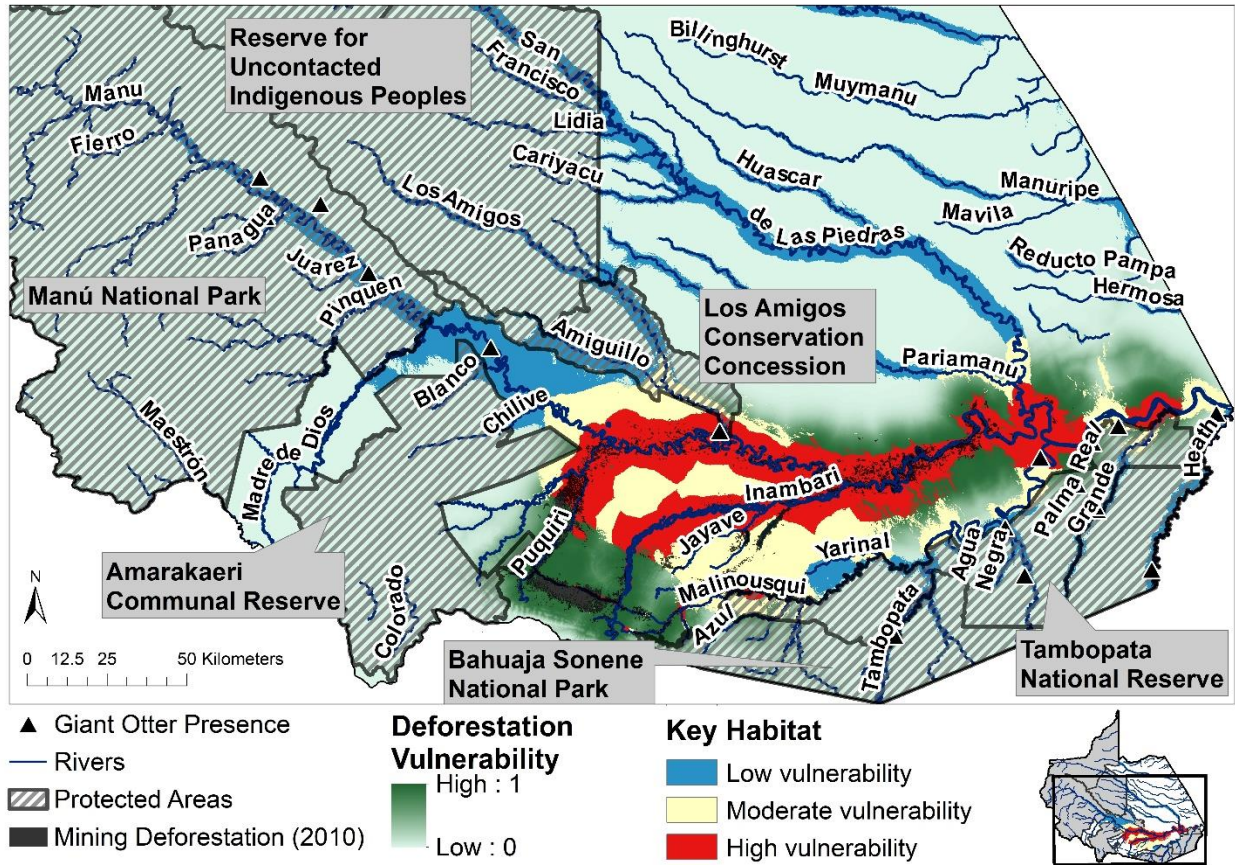 Reserve for
Uncontacted
Indigenous Peoples
San
Francisco
Lidia
Cariyacu
Billinghurst
Muymanu
Manu
Fierro
Los Amigos
Huascar
Manuripe
Mavila
Panagua
Juarez
Pinquen
de Las Piedras
Reducto Pampa
Hermosa
Manú National Park
Amiguillo
Los Amigos
Conservation
Concession
Pariamanu
Blanco
Chilive
Maestrón
Madre de Dios
Inambari
Jayave
Puquiri
Yarinal
Agua
Negra
Palma Real
Grande
Heath
Malinousqui
Azul
Tambopata
Colorado
Amarakaeri
Communal Reserve
Bahuaja Sonene
National Park
Tambopata
National Reserve
N
0 12.5 25 50 Kilometers
Giant Otter Presence
Rivers
Protected Areas
Mining Deforestation (2010)
Deforestation
Vulnerability
High : 1
Low : 0
Key Habitat
Low vulnerability
Moderate vulnerability
High vulnerability